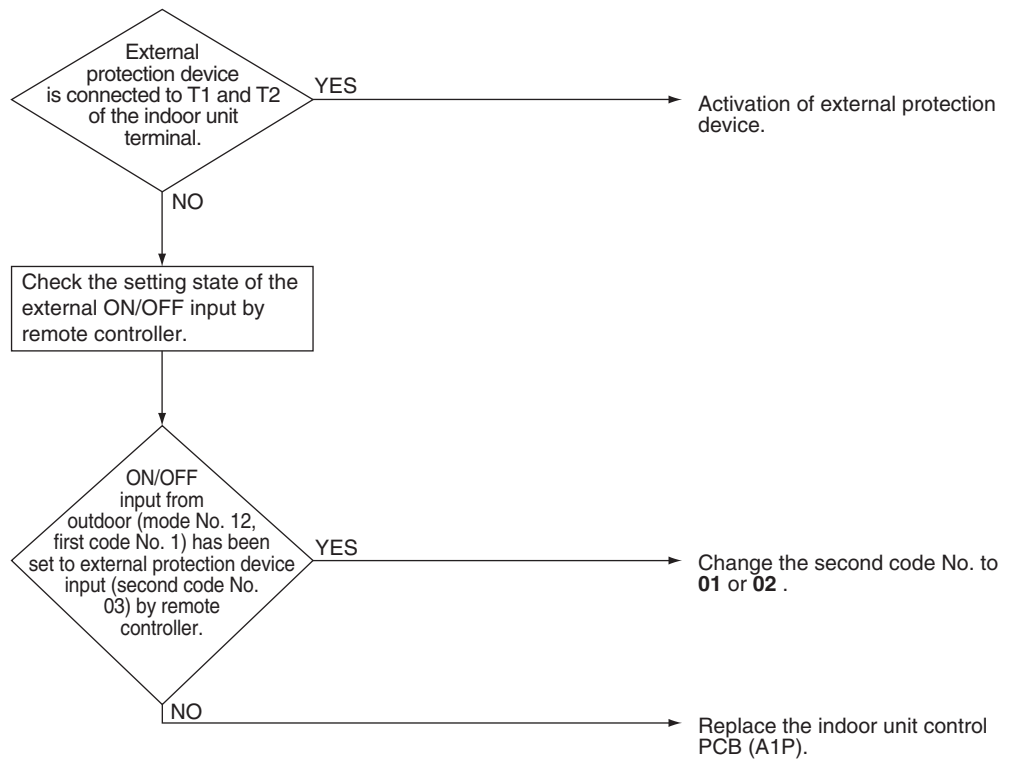 External
protection device
is connected to T1 and T2
of the indoor unit
terminal.
YES
Activation of external protection
device.
NO
Check the setting state of the
external ON/OFF input by
remote controller.
ON/OFF
input from
outdoor (mode No. 12,
first code No. 1) has been
set to external protection device
input (second code No.
03) by remote
controller.
YES
Change the second code No. to
01 or 02 .
NO
Replace the indoor unit control
PCB (A1P).